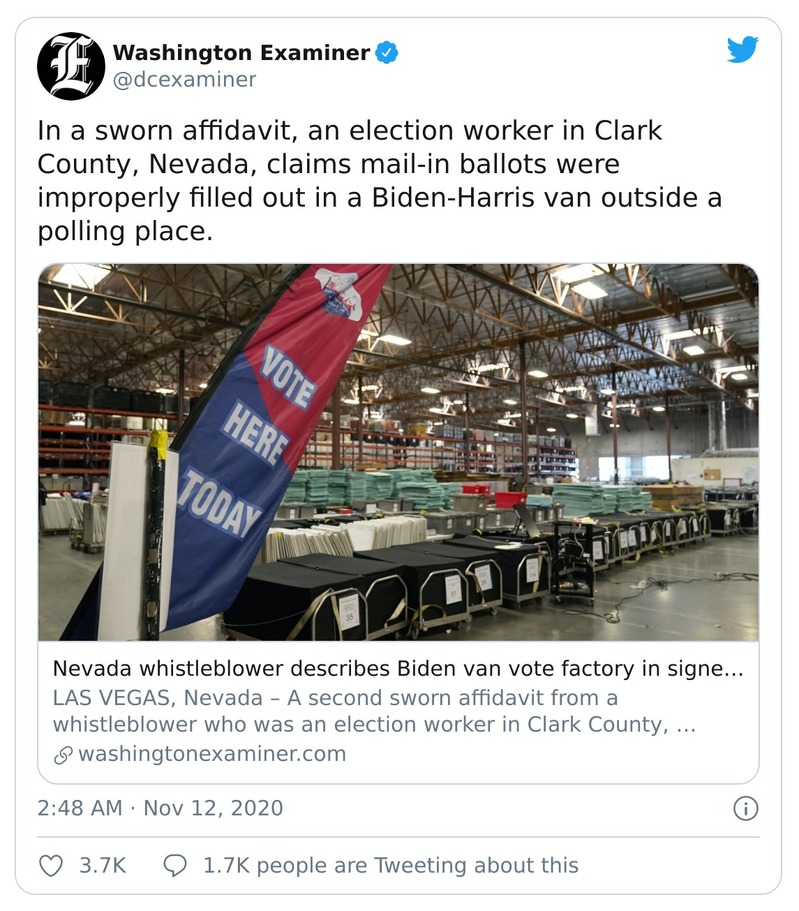 Washington Examiner
@dcexaminer
In a sworn affidavit, an election worker in Clark
County, Nevada, claims mail-in ballots were
improperly filled out in a Biden-Harris van outside a
polling place.
VOTE
HERE
TODAY
35
Nevada whistleblower describes Biden van vote factory in signe...
LAS VEGAS, Nevada – A second sworn affidavit from a
whistleblower who was an election worker in Clark County, ...
washingtonexaminer.com
2:48 AM · Nov 12, 2020
3.7K 1.7K people are Tweeting about this